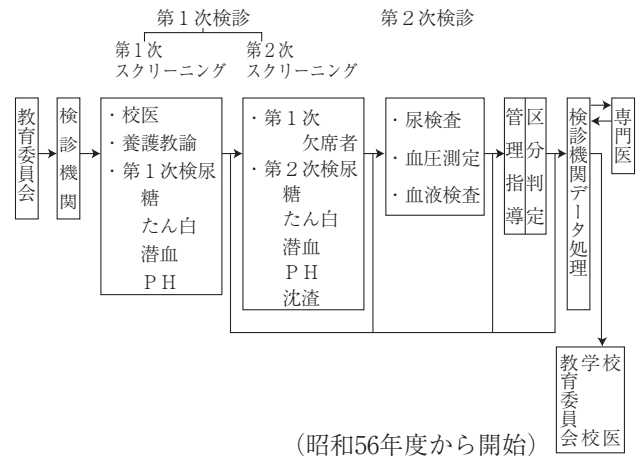 第１次検診
第２次検診
第１次
スクリーニング
第２次
スクリーニング
教育委員会
検診機関
・校医
・養護教諭
・第１次検尿
糖
たん白
潜血
ＰＨ
・第１次
欠席者
・第２次検尿
糖
たん白
潜血
ＰＨ
沈渣
・尿検査
・血圧測定
・血液検査
区分判定
管理指導
検診機関データ処理
専門医
学校
校医
教育委員会
（昭和56年度から開始）